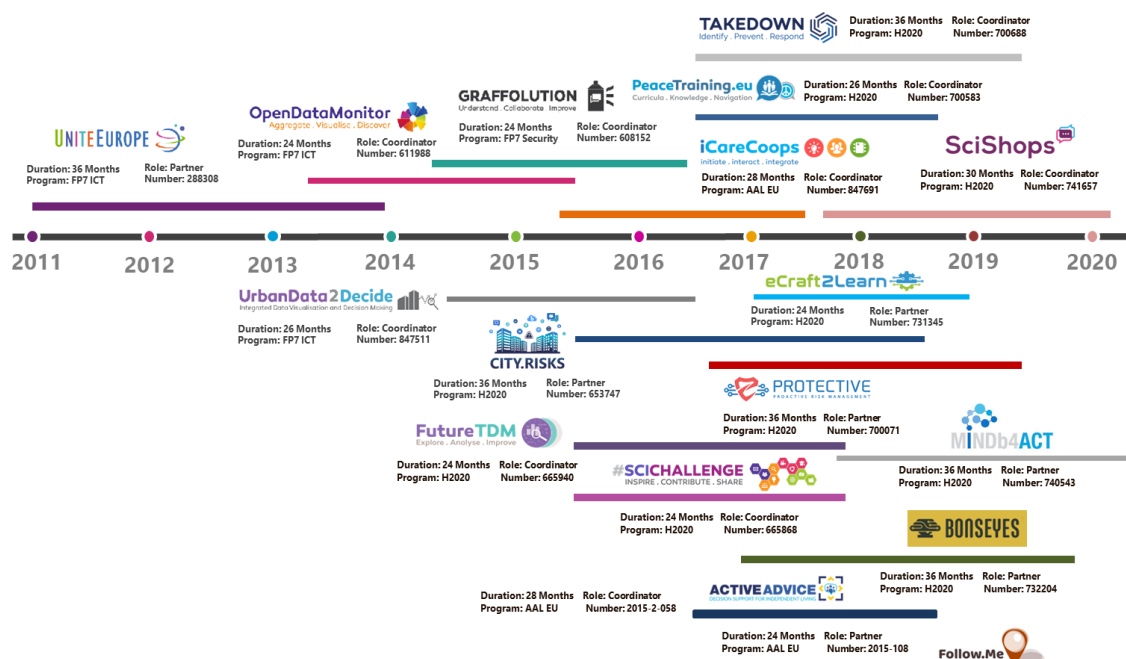 TAKEDOWN
Identify . Prevent . Respond
Duration: 36 Months Role: Coordinator
Program: H2020 Number: 700688
PeaceTraining.eu
Curricula . Knowledge . Navigation
Duration: 26 Months Role: Coordinator
Program: H2020 Number: 700583
GRAFFOLUTION
Understand . Collaborate . Improve
Duration: 24 Months Role: Coordinator
Program: FP7 Security Number: 608152
OpenDataMonitor
Aggregate . Visualise . Discover
Duration: 24 Months Role: Coordinator
Program: FP7 ICT Number: 611988
UNITEEUROPE
Duration: 36 Months Role: Partner
Program: FP7 ICT Number: 288308
iCareCoops
initiate . interact . integrate
Duration: 28 Months Role: Coordinator
Program: AAL EU Number: 847691
SciShops
Duration: 30 Months Role: Coordinator
Program: H2020 Number: 741657
2011 2012 2013 2014 2015 2016 2017 2018 2019 2020
UrbanData2Decide
Integrated Data Visualisation and Decision Making
Duration: 26 Months Role: Coordinator
Program: FP7 ICT Number: 847511
eCraft2Learn
Duration: 24 Months Role: Partner
Program: H2020 Number: 731345
CITY.RISKS
Duration: 36 Months Role: Partner
Program: H2020 Number: 653747
PROTECTIVE
PROACTIVE RISK MANAGEMENT
Duration: 36 Months Role: Partner
Program: H2020 Number: 700071
FutureTDM
Explore . Analyse . Improve
Duration: 24 Months Role: Coordinator
Program: H2020 Number: 665940
MINDb4ACT
Duration: 36 Months Role: Partner
Program: H2020 Number: 740543
#SCICHALLENGE
INSPIRE . CONTRIBUTE . SHARE
Duration: 24 Months Role: Coordinator
Program: H2020 Number: 665868
BONSEYES
Duration: 36 Months Role: Partner
Program: H2020 Number: 732204
ACTIVEADVICE
DECISION SUPPORT FOR INDEPENDENT LIVING
Duration: 28 Months Role: Coordinator
Program: AAL EU Number: 2015-2-058
Duration: 24 Months Role: Partner
Program: AAL EU Number: 2015-108
Follow.Me